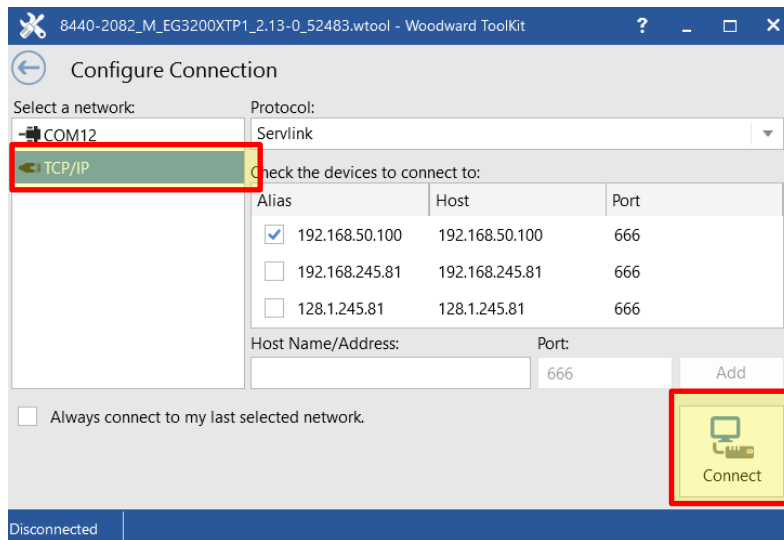 8440-2082_M_EG3200XTP1_2.13-0_52483.wtool - Woodward ToolKit
Configure Connection
Select a network:
COM12
TCP/IP
Protocol:
Servlink
Check the devices to connect to:
Alias Host Port
192.168.50.100 192.168.50.100 666
192.168.245.81 192.168.245.81 666
128.1.245.81 128.1.245.81 666
Host Name/Address: Port:
666 Add
Always connect to my last selected network.
Connect
Disconnected